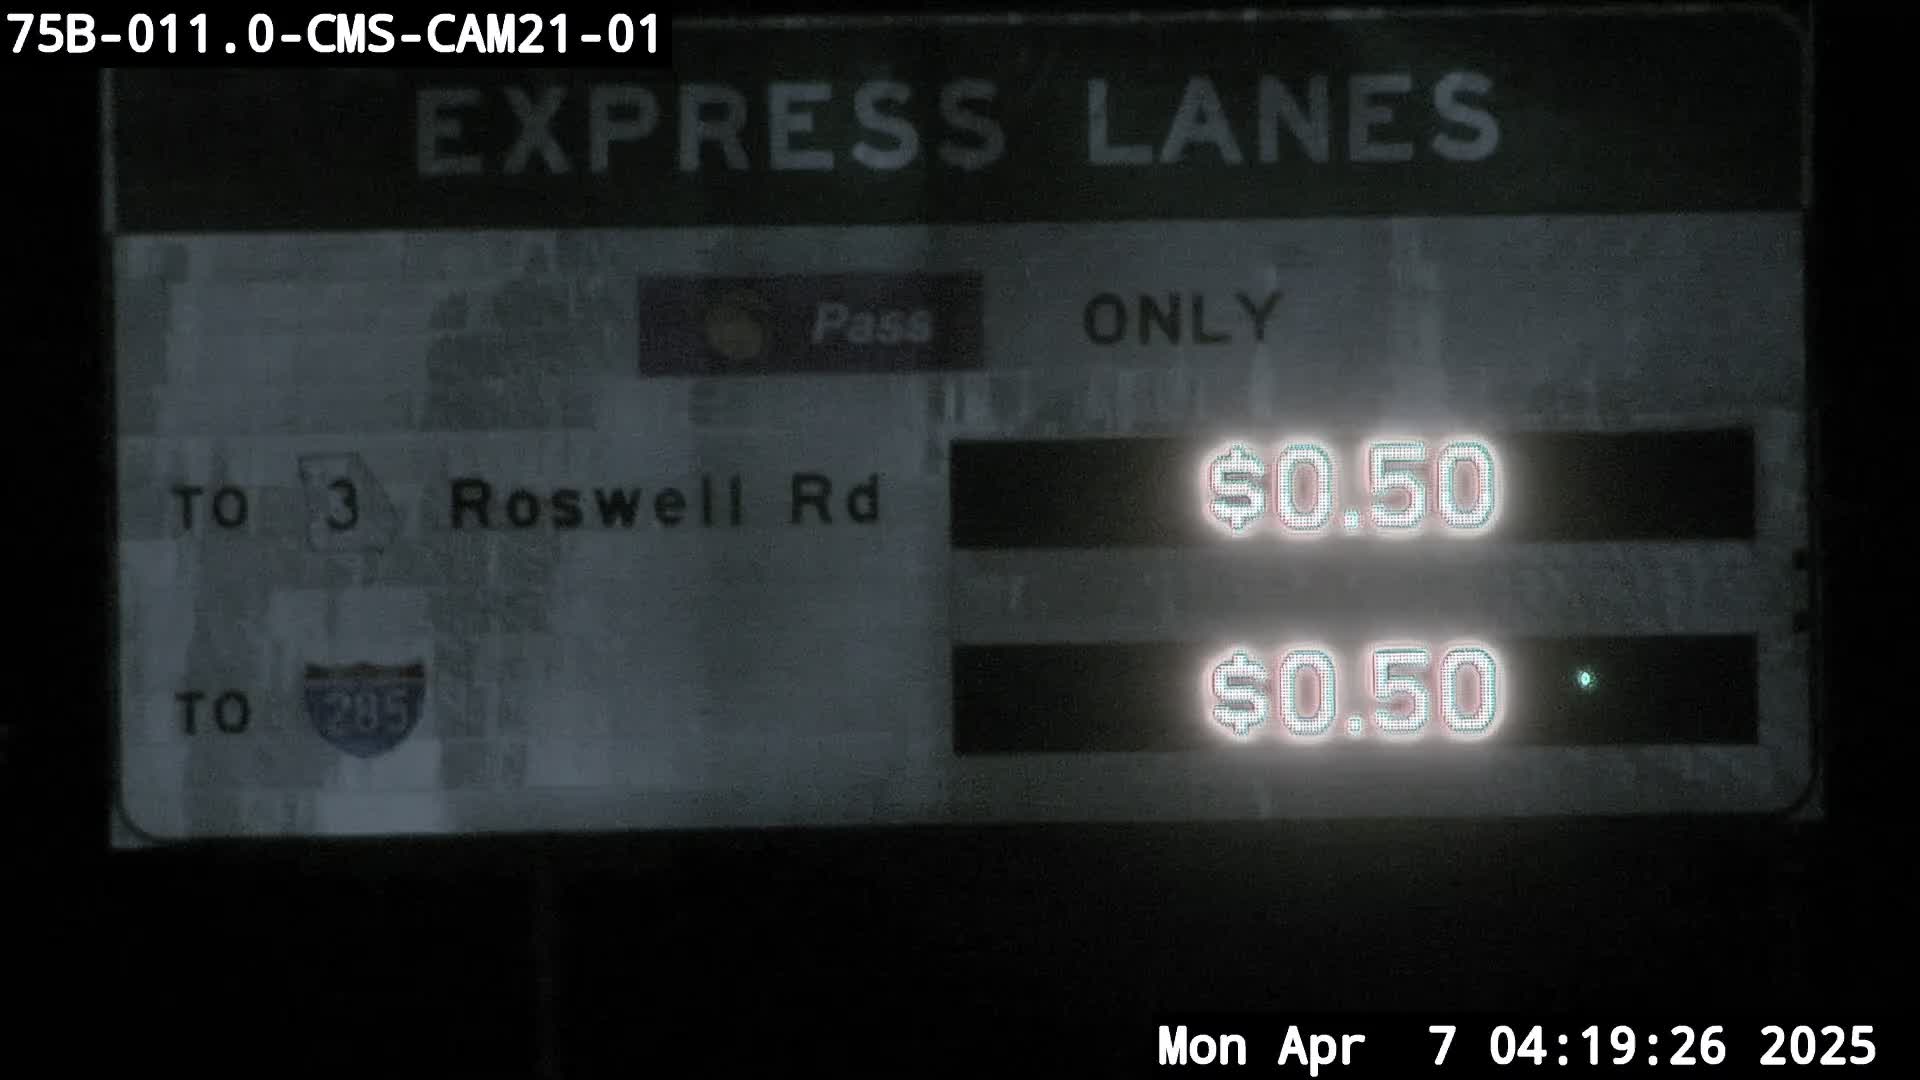 75B-011.0-CMS-CAM21-01
EXPRESS LANES
Pass ONLY
TO 3 Roswell Rd $0.50
TO 285 $0.50
Mon Apr 7 04:19:26 2025